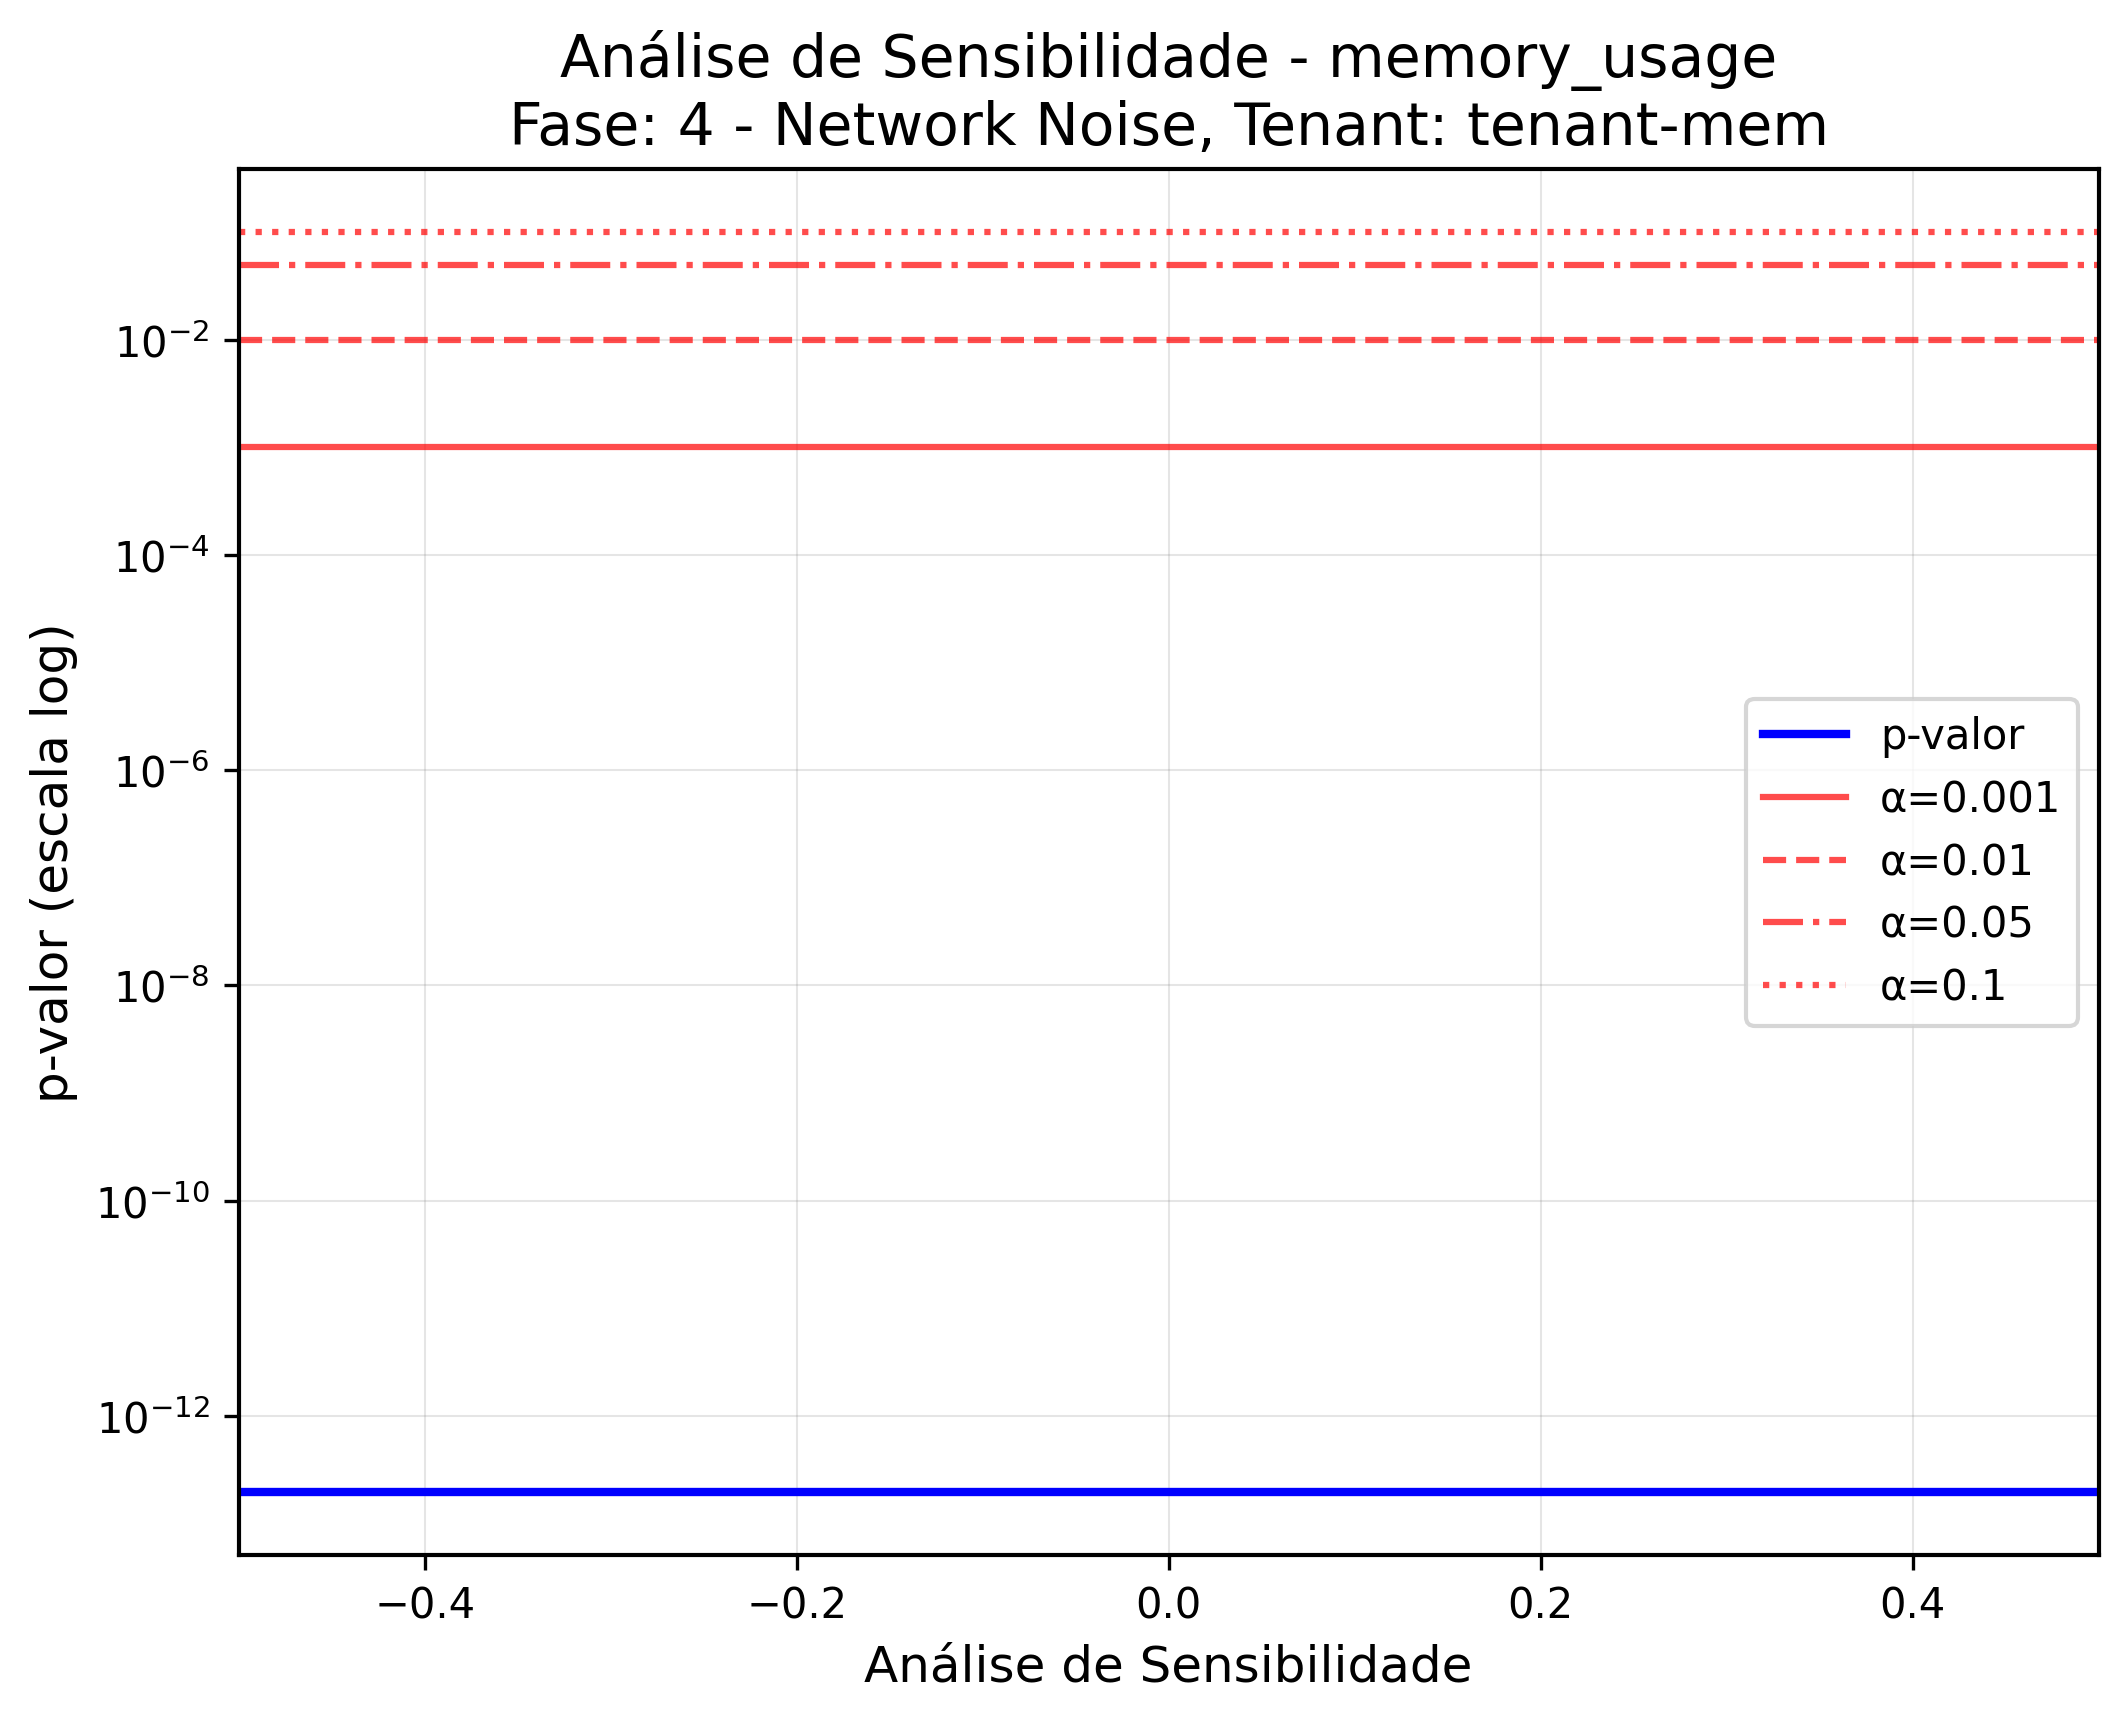 Análise de Sensibilidade - memory_usage
Fase: 4 - Network Noise, Tenant: tenant-mem
p-valor (escala log)
10⁻²
10⁻⁴
10⁻⁶
10⁻⁸
10⁻¹⁰
10⁻¹²
p-valor
α=0.001
α=0.01
α=0.05
α=0.1
−0.4 −0.2 0.0 0.2 0.4
Análise de Sensibilidade